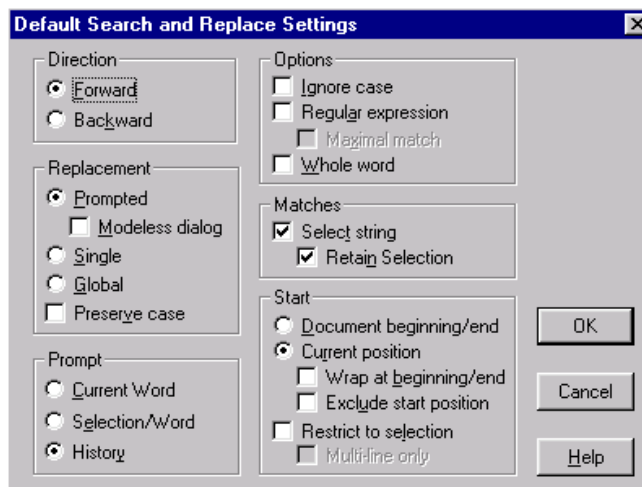 Default Search and Replace Settings
Direction
Forward
Backward
Replacement
Prompted
Modeless dialog
Single
Global
Preserve case
Prompt
Current Word
Selection/Word
History
Options
Ignore case
Regular expression
Maximal match
Whole word
Matches
Select string
Retain Selection
Start
Document beginning/end
Current position
Wrap at beginning/end
Exclude start position
Restrict to selection
Multi-line only
OK
Cancel
Help